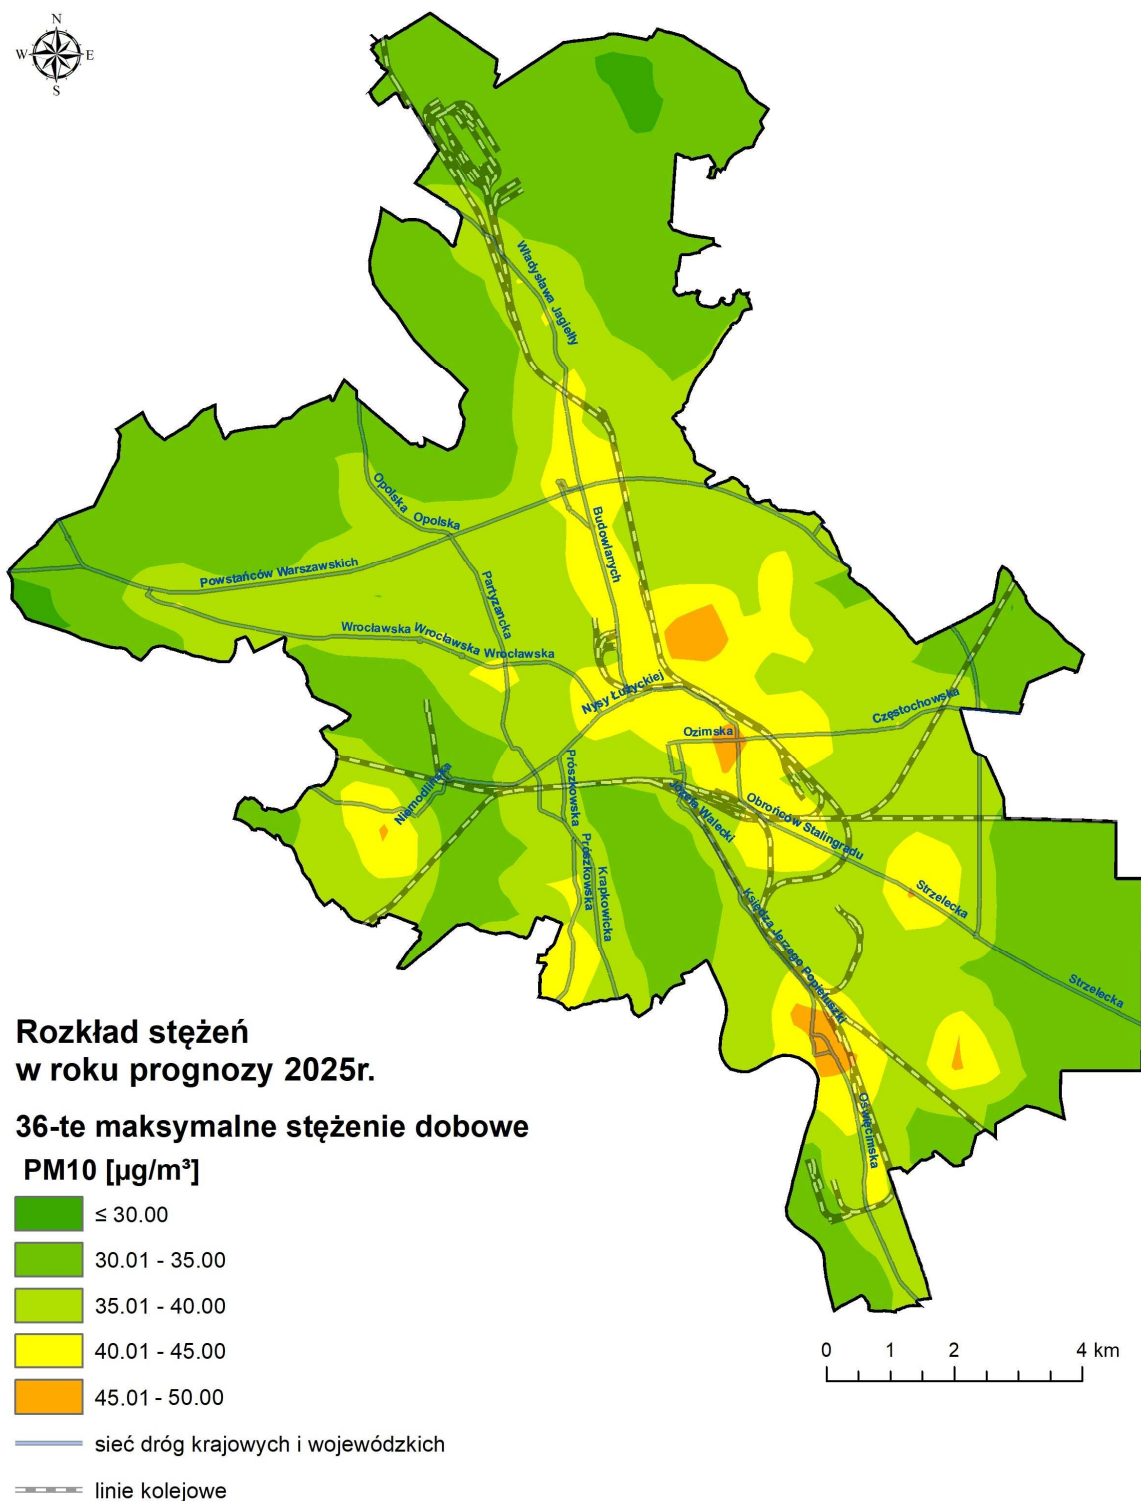 N
W E
S
Władysława Jagiełły
Opolska
Opolska
Budowlanych
Powstańców Warszawskich
Partyzancka
Wrocławska
Wrocławska
Wrocławska
Nysy Łużyckiej
Częstochowska
Ozimska
Niemodlińska
Prószkowska
Józefa Walecki
Obrońców Stalingradu
Prószkowska
Krapkowicka
Strzelecka
Księdza Jerzego Popiełuszki
Strzelecka
Oświęcimska
Rozkład stężeń
w roku prognozy 2025r.
36-te maksymalne stężenie dobowe
PM10 [µg/m³]
≤ 30.00
30.01 - 35.00
35.01 - 40.00
40.01 - 45.00
45.01 - 50.00
sieć dróg krajowych i wojewódzkich
linie kolejowe
0 1 2 4 km